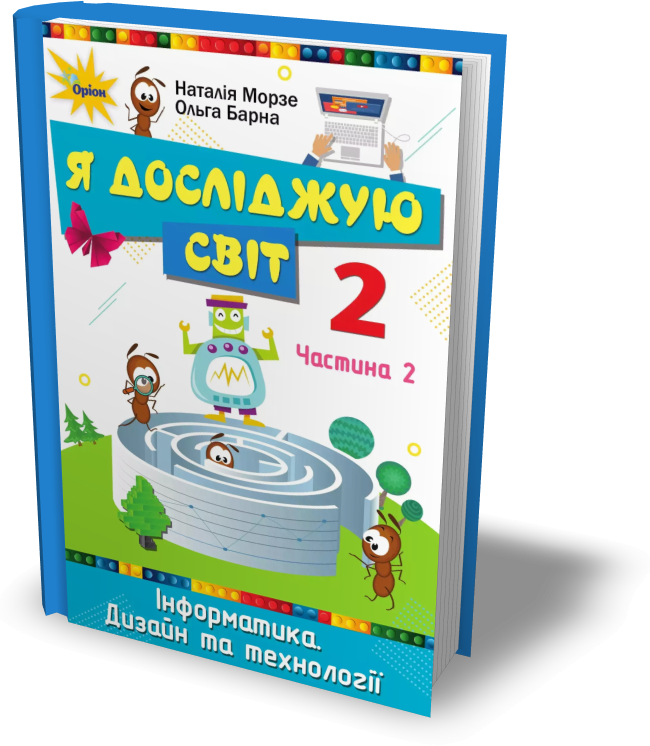 Оріон
Наталія Морзе
Ольга Барна
Я ДОСЛІДЖУЮ
СВІТ
2
Частина 2
Інформатика.
Дизайн та технології